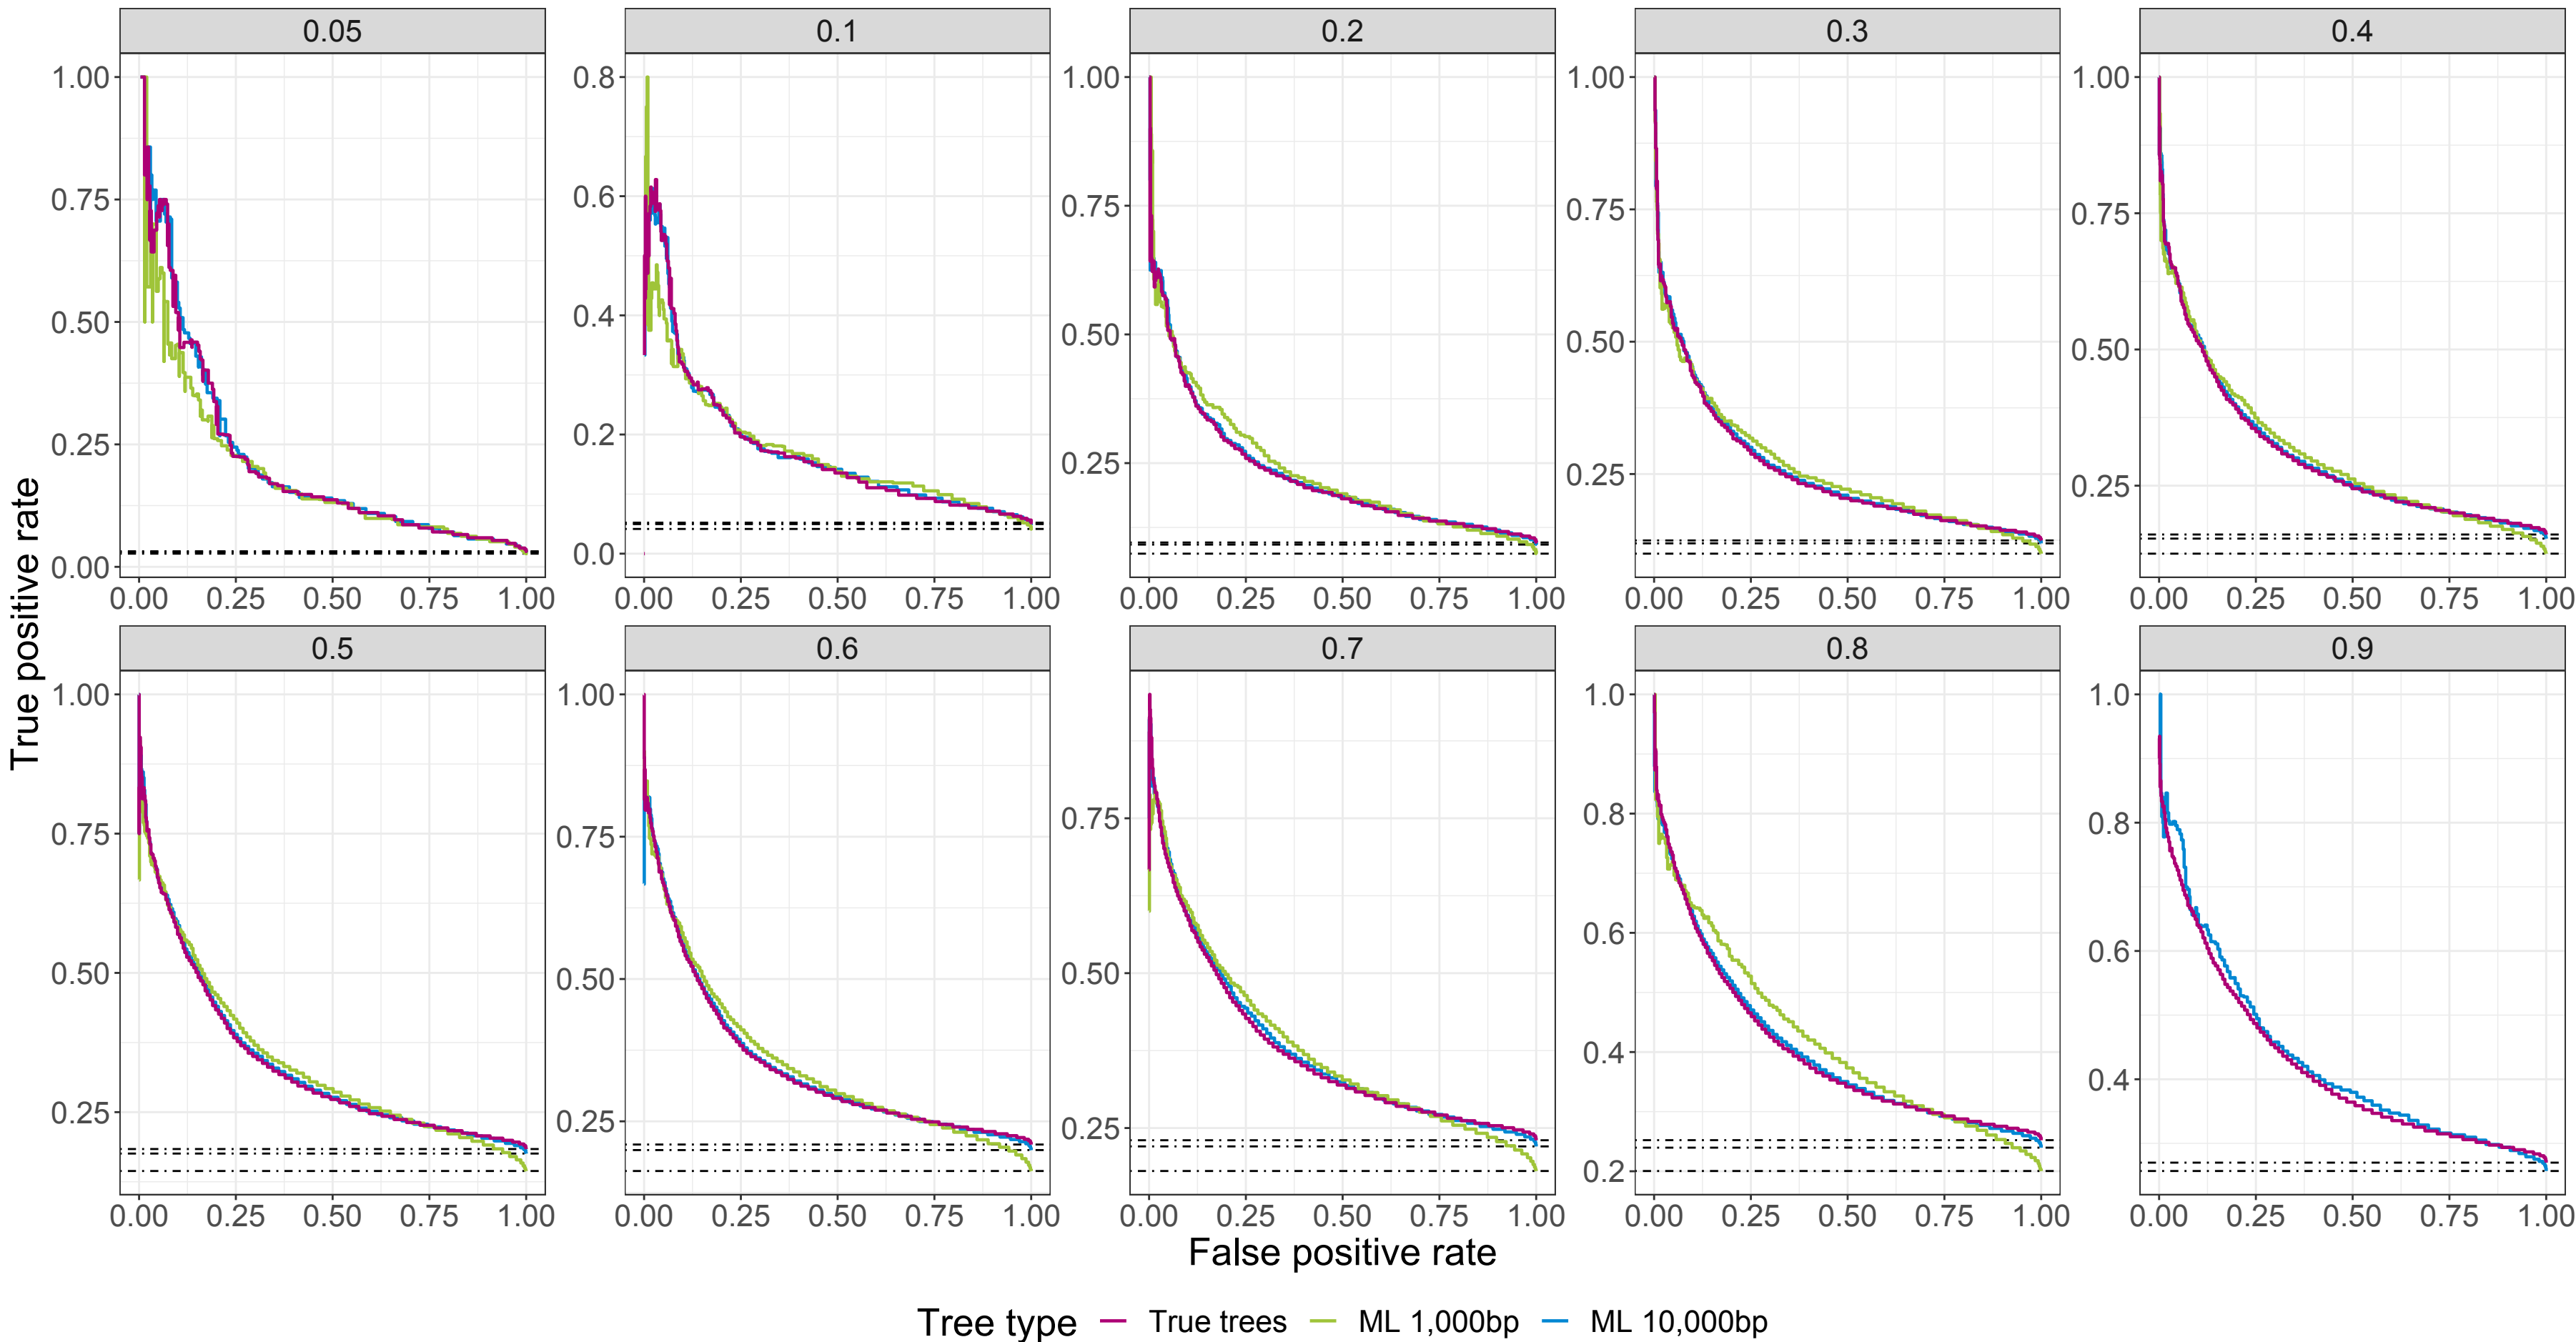 0.05 0.1 0.2 0.3 0.4
1.00 0.8 1.00 1.00 1.00
0.75 0.6 0.75 0.75 0.75
0.50 0.4 0.50 0.50 0.50
0.25 0.2 0.25 0.25 0.25
0.00 0.0
0.00 0.25 0.50 0.75 1.00 0.00 0.25 0.50 0.75 1.00 0.00 0.25 0.50 0.75 1.00 0.00 0.25 0.50 0.75 1.00 0.00 0.25 0.50 0.75 1.00
True positive rate
0.5 0.6 0.7 0.8 0.9
1.00 1.00 1.0 1.0
0.75 0.75 0.75 0.8 0.8
0.50 0.50 0.50 0.6 0.6
0.25 0.25 0.25 0.4 0.4
0.2
0.00 0.25 0.50 0.75 1.00 0.00 0.25 0.50 0.75 1.00 0.00 0.25 0.50 0.75 1.00 0.00 0.25 0.50 0.75 1.00 0.00 0.25 0.50 0.75 1.00
False positive rate
Tree type True trees ML 1,000bp ML 10,000bp